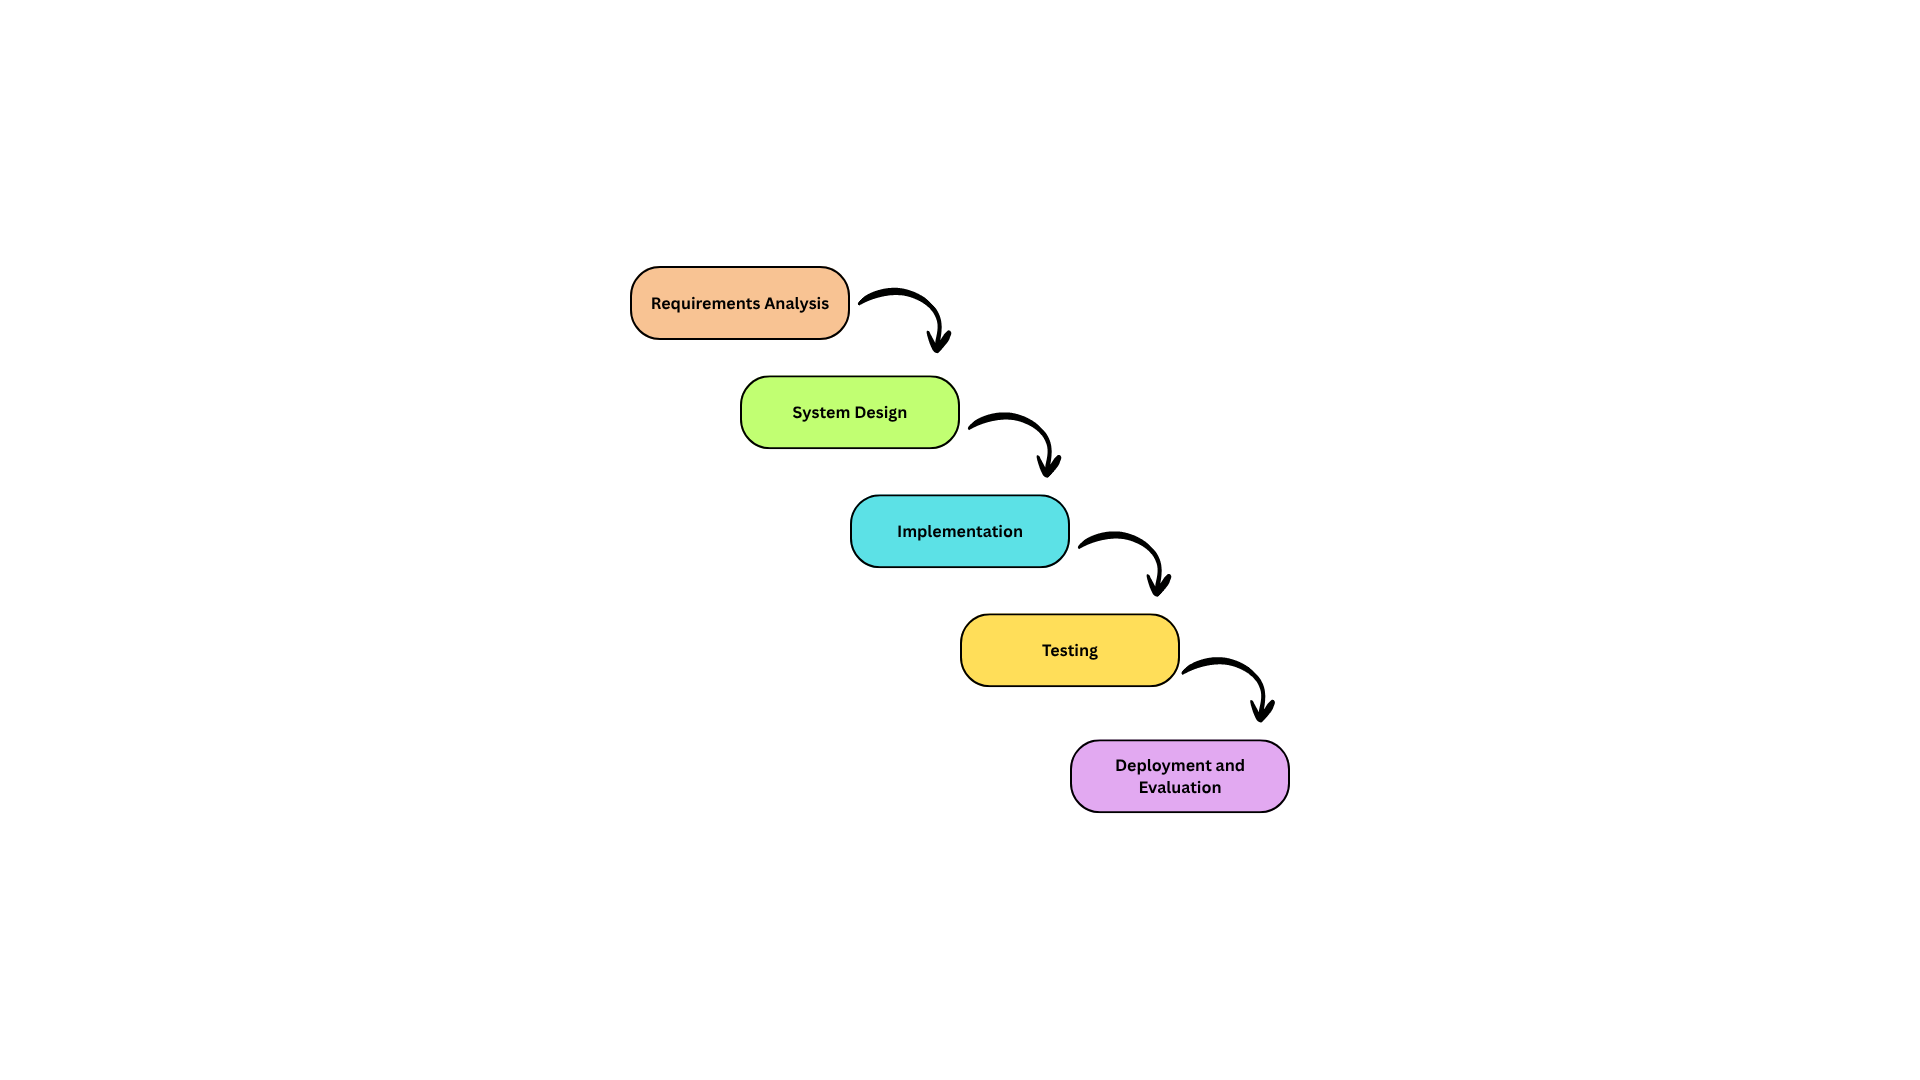 Requirements Analysis
System Design
Implementation
Testing
Deployment and
Evaluation